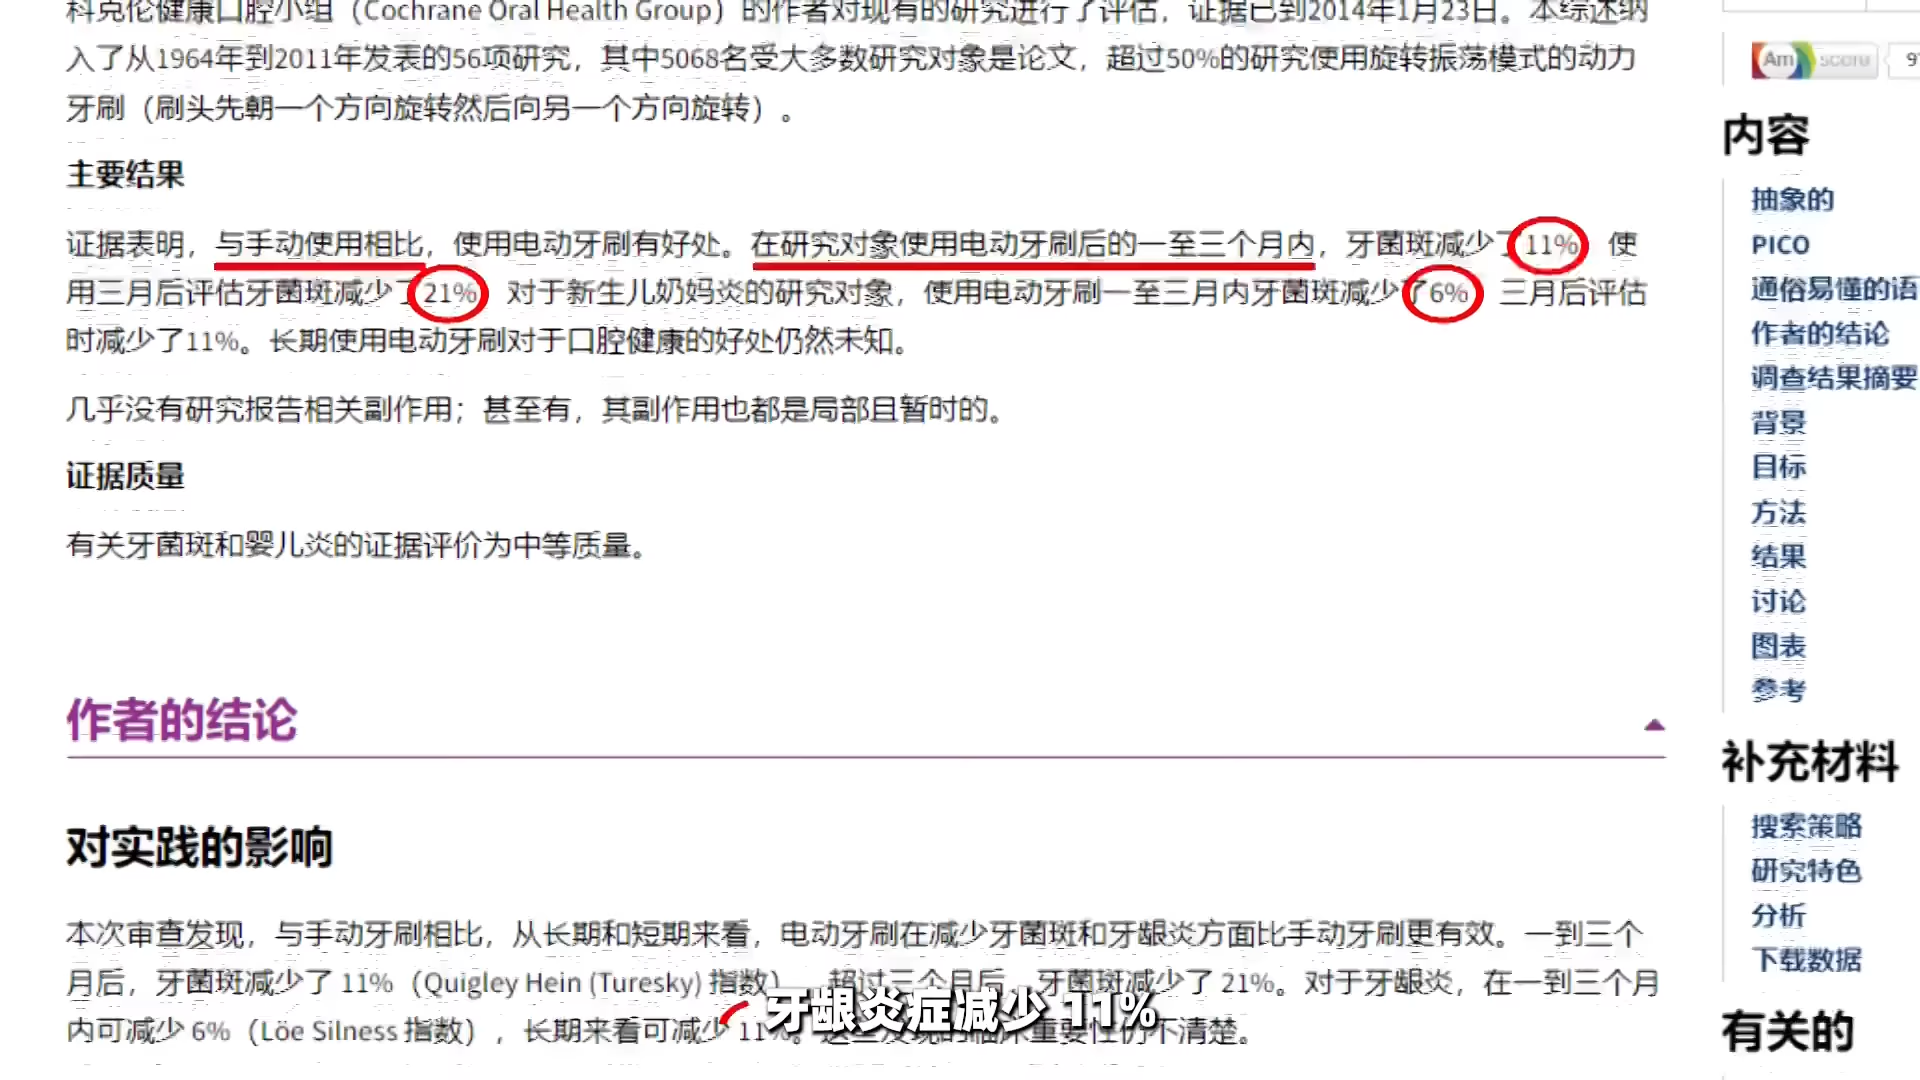 科克伦健康口腔小组（Cochrane Oral Health Group）的作者对现有的研究进行了评估，证据已到2014年1月23日。本综述纳
入了从1964年到2011年发表的56项研究，其中5068名受大多数研究对象是论文，超过50%的研究使用旋转振荡模式的动力
牙刷（刷头先朝一个方向旋转然后向另一个方向旋转）。
主要结果
证据表明，与手动使用相比，使用电动牙刷有好处。在研究对象使用电动牙刷后的一至三个月内，牙菌斑减少了11% 使
用三月后评估牙菌斑减少了21% 对于新生儿奶妈炎的研究对象，使用电动牙刷一至三月内牙菌斑减少了6% 三月后评估
时减少了11%。长期使用电动牙刷对于口腔健康的好处仍然未知。
几乎没有研究报告相关副作用；甚至有，其副作用也都是局部且暂时的。
证据质量
有关牙菌斑和婴儿炎的证据评价为中等质量。
作者的结论
对实践的影响
本次审查发现，与手动牙刷相比，从长期和短期来看，电动牙刷在减少牙菌斑和牙龈炎方面比手动牙刷更有效。一到三个
月后，牙菌斑减少了 11%（Quigley Hein (Turesky) 指数），超过三个月后，牙菌斑减少了 21%。对于牙龈炎，在一到三个月
内可减少 6%（Löe Silness 指数），长期来看可减少 11%。这些发现的临床重要性仍不清楚。
牙龈炎症减少 11%
Am score 9
内容
抽象的
PICO
通俗易懂的语
作者的结论
调查结果摘要
背景
目标
方法
结果
讨论
图表
参考
补充材料
搜索策略
研究特色
分析
下载数据
有关的